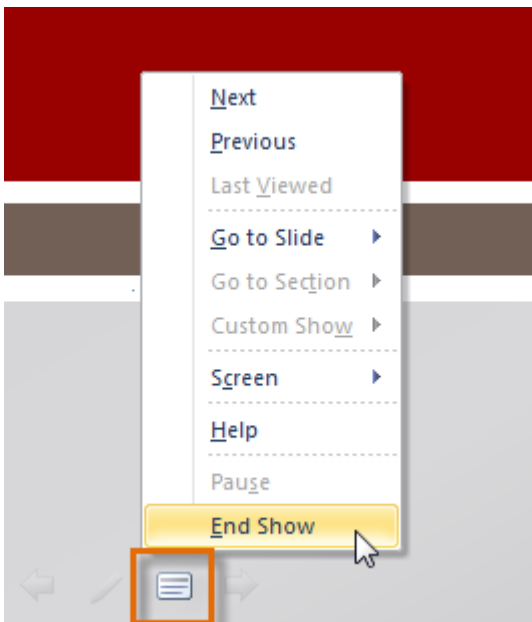 Next
Previous
Last Viewed
Go to Slide
Go to Section
Custom Show
Screen
Help
Pause
End Show